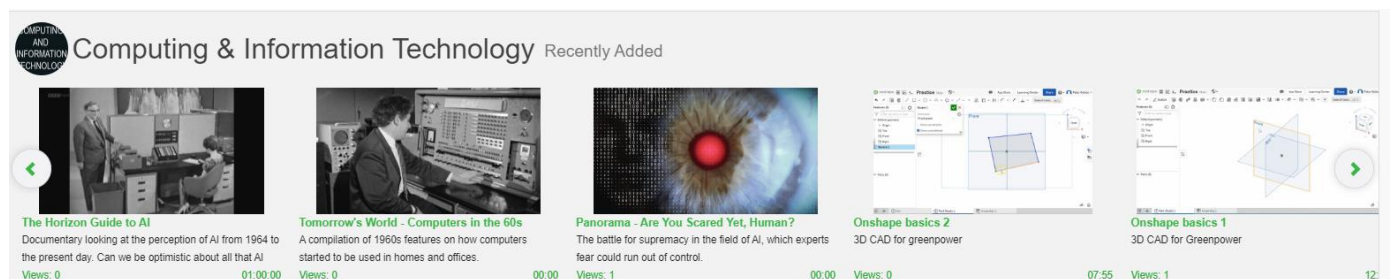 COMPUTING
AND
INFORMATION
TECHNOLOGY
Computing & Information Technology Recently Added
The Horizon Guide to AI
Documentary looking at the perception of AI from 1964 to
the present day. Can we be optimistic about all that AI
Views: 0 01:00:00
Tomorrow's World - Computers in the 60s
A compilation of 1960s features on how computers
started to be used in homes and offices.
Views: 0 00:00
Panorama - Are You Scared Yet, Human?
The battle for supremacy in the field of AI, which experts
fear could run out of control.
Views: 1 00:00
Practice
Onshape basics 2
3D CAD for greenpower
Views: 0 07:55
Practice
Onshape basics 1
3D CAD for Greenpower
Views: 1 12: